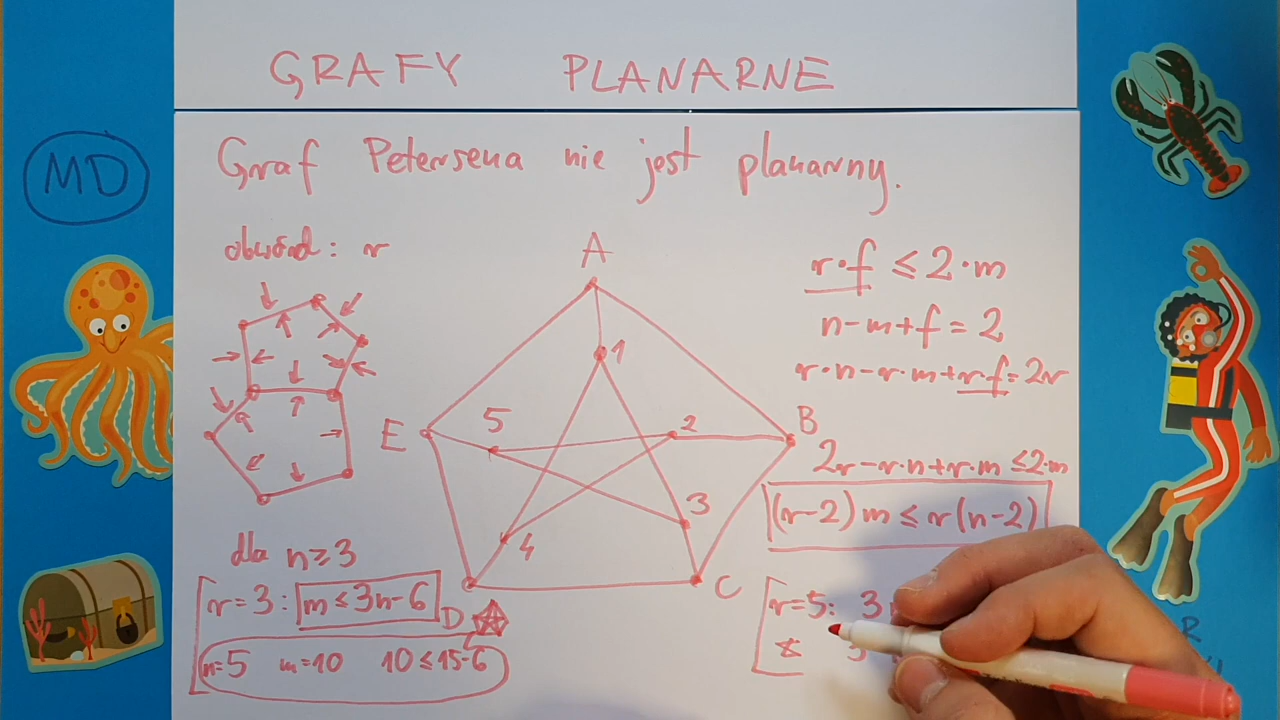 GRAFY PLANARNE
MD
Graf Petersena nie jest planarny.
obwód: r
A
r·f ≤ 2·m
n-m+f=2
1
r·n-r·m+r·f=2r
E
5
2
B
2r-r·n+r·m≤2·m
(r-2)m≤r(n-2)
3
4
dla n≥3
C
r=3: m≤3n-6
D
r=5: 3
n=5 m=10 10≤15-6